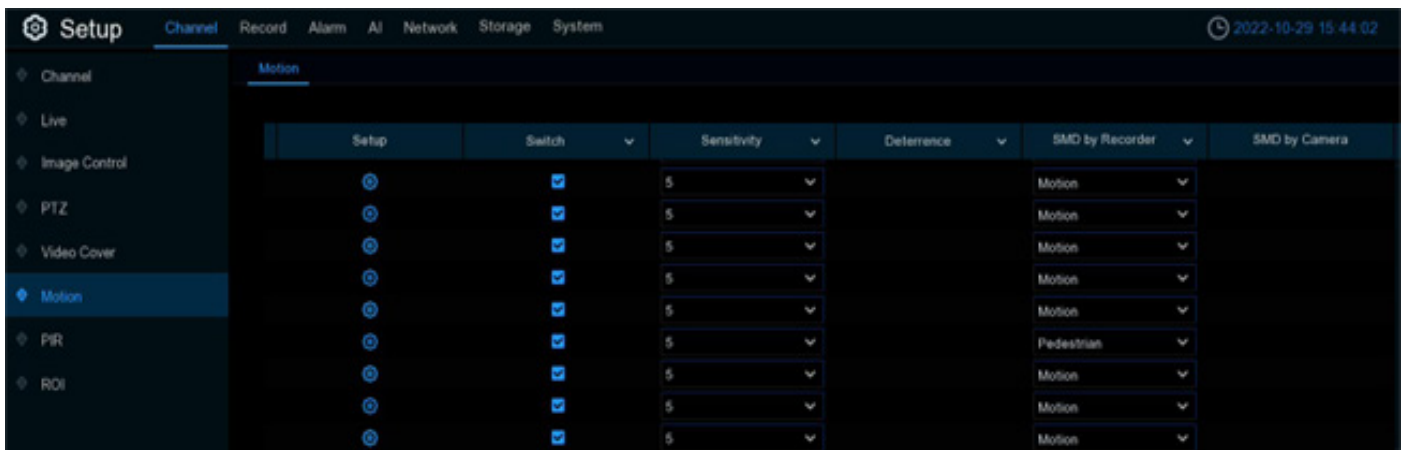 Setup Channel Record Alarm AI Network Storage System 2022-10-29 15:44:02
Channel
Motion
Live
Setup Switch Sensitivity Deterrence SMD by Recorder SMD by Camera
Image Control
5 Motion
PTZ
5 Motion
Video Cover
5 Motion
5 Motion
Motion
5 Motion
PIR
5 Pedestrian
ROI
5 Motion
5 Motion
5 Motion